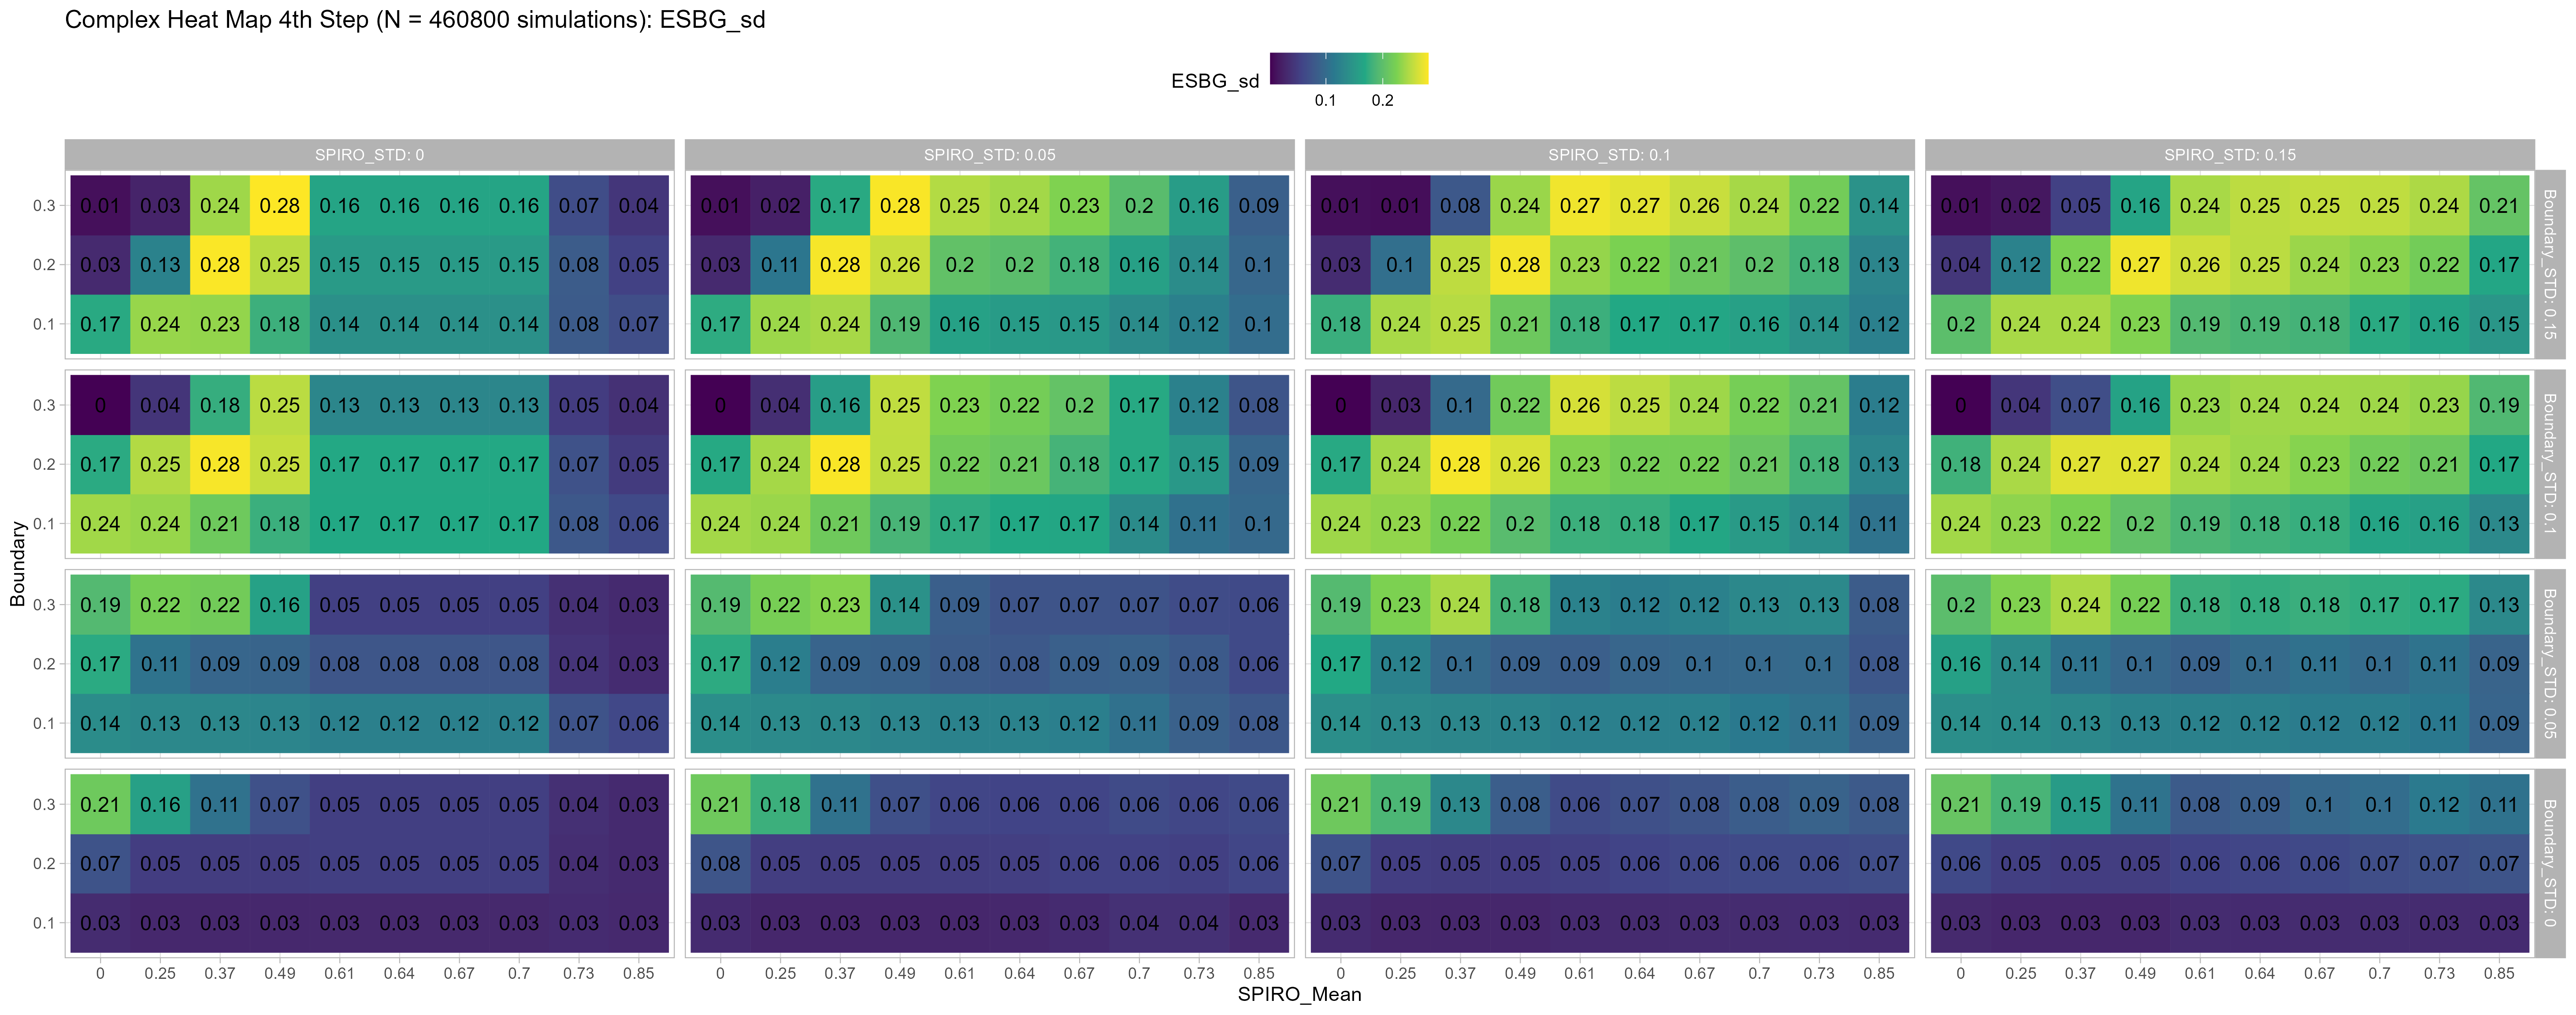 Complex Heat Map 4th Step (N = 460800 simulations): ESBG_sd
ESBG_sd
0.1 0.2
SPIRO_STD: 0 SPIRO_STD: 0.05 SPIRO_STD: 0.1 SPIRO_STD: 0.15
0.3 0.01 0.03 0.24 0.28 0.16 0.16 0.16 0.16 0.07 0.04 0.01 0.02 0.17 0.28 0.25 0.24 0.23 0.2 0.16 0.09 0.01 0.01 0.08 0.24 0.27 0.27 0.26 0.24 0.22 0.14 0.01 0.02 0.05 0.16 0.24 0.25 0.25 0.25 0.24 0.21
0.2 0.03 0.13 0.28 0.25 0.15 0.15 0.15 0.15 0.08 0.05 0.03 0.11 0.28 0.26 0.2 0.2 0.18 0.16 0.14 0.1 0.03 0.1 0.25 0.28 0.23 0.22 0.21 0.2 0.18 0.13 0.04 0.12 0.22 0.27 0.26 0.25 0.24 0.23 0.22 0.17
0.1 0.17 0.24 0.23 0.18 0.14 0.14 0.14 0.14 0.08 0.07 0.17 0.24 0.24 0.19 0.16 0.15 0.15 0.14 0.12 0.1 0.18 0.24 0.25 0.21 0.18 0.17 0.17 0.16 0.14 0.12 0.2 0.24 0.24 0.23 0.19 0.19 0.18 0.17 0.16 0.15
Boundary_STD: 0.15
0.3 0 0.04 0.18 0.25 0.13 0.13 0.13 0.13 0.05 0.04 0 0.04 0.16 0.25 0.23 0.22 0.2 0.17 0.12 0.08 0 0.03 0.1 0.22 0.26 0.25 0.24 0.22 0.21 0.12 0 0.04 0.07 0.16 0.23 0.24 0.24 0.24 0.23 0.19
0.2 0.17 0.25 0.28 0.25 0.17 0.17 0.17 0.17 0.07 0.05 0.17 0.24 0.28 0.25 0.22 0.21 0.18 0.17 0.15 0.09 0.17 0.24 0.28 0.26 0.23 0.22 0.22 0.21 0.18 0.13 0.18 0.24 0.27 0.27 0.24 0.24 0.23 0.22 0.21 0.17
0.1 0.24 0.24 0.21 0.18 0.17 0.17 0.17 0.17 0.08 0.06 0.24 0.24 0.21 0.19 0.17 0.17 0.17 0.14 0.11 0.1 0.24 0.23 0.22 0.2 0.18 0.18 0.17 0.15 0.14 0.11 0.24 0.23 0.22 0.2 0.19 0.18 0.18 0.16 0.16 0.13
Boundary_STD: 0.1
0.3 0.19 0.22 0.22 0.16 0.05 0.05 0.05 0.05 0.04 0.03 0.19 0.22 0.23 0.14 0.09 0.07 0.07 0.07 0.07 0.06 0.19 0.23 0.24 0.18 0.13 0.12 0.12 0.13 0.13 0.08 0.2 0.23 0.24 0.22 0.18 0.18 0.18 0.17 0.17 0.13
0.2 0.17 0.11 0.09 0.09 0.08 0.08 0.08 0.08 0.04 0.03 0.17 0.12 0.09 0.09 0.08 0.08 0.09 0.09 0.08 0.06 0.17 0.12 0.1 0.09 0.09 0.09 0.1 0.1 0.1 0.08 0.16 0.14 0.11 0.1 0.09 0.1 0.11 0.1 0.11 0.09
0.1 0.14 0.13 0.13 0.13 0.12 0.12 0.12 0.12 0.07 0.06 0.14 0.13 0.13 0.13 0.13 0.13 0.12 0.11 0.09 0.08 0.14 0.13 0.13 0.13 0.12 0.12 0.12 0.12 0.11 0.09 0.14 0.14 0.13 0.13 0.12 0.12 0.12 0.12 0.11 0.09
Boundary_STD: 0.05
0.3 0.21 0.16 0.11 0.07 0.05 0.05 0.05 0.05 0.04 0.03 0.21 0.18 0.11 0.07 0.06 0.06 0.06 0.06 0.06 0.06 0.21 0.19 0.13 0.08 0.06 0.07 0.08 0.08 0.09 0.08 0.21 0.19 0.15 0.11 0.08 0.09 0.1 0.1 0.12 0.11
0.2 0.07 0.05 0.05 0.05 0.05 0.05 0.05 0.05 0.04 0.03 0.08 0.05 0.05 0.05 0.05 0.05 0.06 0.06 0.05 0.06 0.07 0.05 0.05 0.05 0.05 0.06 0.06 0.06 0.06 0.07 0.06 0.05 0.05 0.05 0.06 0.06 0.06 0.07 0.07 0.07
0.1 0.03 0.03 0.03 0.03 0.03 0.03 0.03 0.03 0.03 0.03 0.03 0.03 0.03 0.03 0.03 0.03 0.03 0.04 0.04 0.03 0.03 0.03 0.03 0.03 0.03 0.03 0.03 0.03 0.03 0.03 0.03 0.03 0.03 0.03 0.03 0.03 0.03 0.03 0.03 0.03
Boundary_STD: 0
0 0.25 0.37 0.49 0.61 0.64 0.67 0.7 0.73 0.85 0 0.25 0.37 0.49 0.61 0.64 0.67 0.7 0.73 0.85 0 0.25 0.37 0.49 0.61 0.64 0.67 0.7 0.73 0.85 0 0.25 0.37 0.49 0.61 0.64 0.67 0.7 0.73 0.85
SPIRO_Mean
Boundary